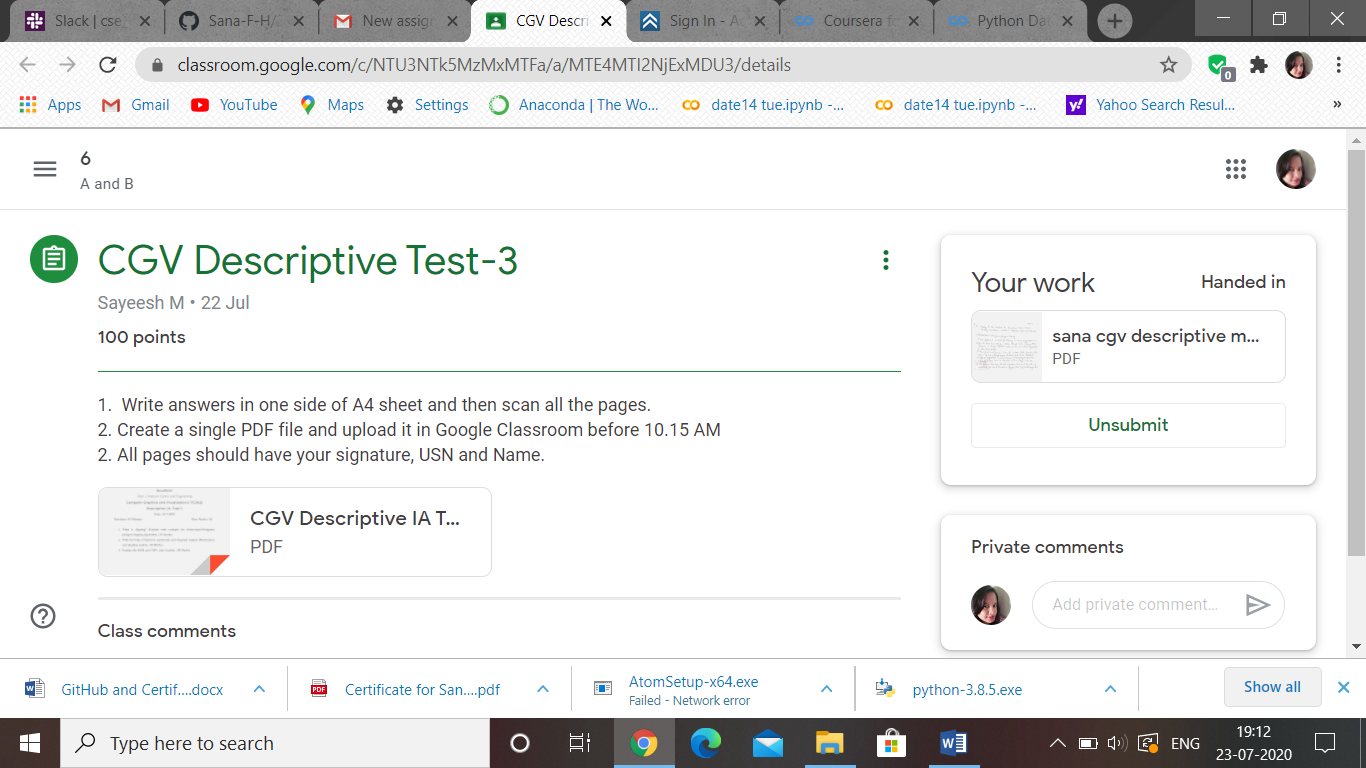 Slack | cse
Sana-F-H/
New assig
CGV Descri
Sign In - A
Coursera fo
Python Dat
classroom.google.com/c/NTU3NTk5MzMxMTFa/a/MTE4MTI2NjExMDU3/details
0
Apps
Gmail
YouTube
Maps
Settings
Anaconda | The Wo...
date14 tue.ipynb -...
date14 tue.ipynb -...
Yahoo Search Resul...
»
6
A and B
CGV Descriptive Test-3
Sayeesh M • 22 Jul
100 points
1.  Write answers in one side of A4 sheet and then scan all the pages.
2. Create a single PDF file and upload it in Google Classroom before 10.15 AM
2. All pages should have your signature, USN and Name.
CGV Descriptive IA T...
PDF
Class comments
Your work
Handed in
sana cgv descriptive m...
PDF
Unsubmit
Private comments
Add private comment...
GitHub and Certif....docx
Certificate for San....pdf
AtomSetup-x64.exe
Failed - Network error
python-3.8.5.exe
Show all
Type here to search
ENG
19:12
23-07-2020